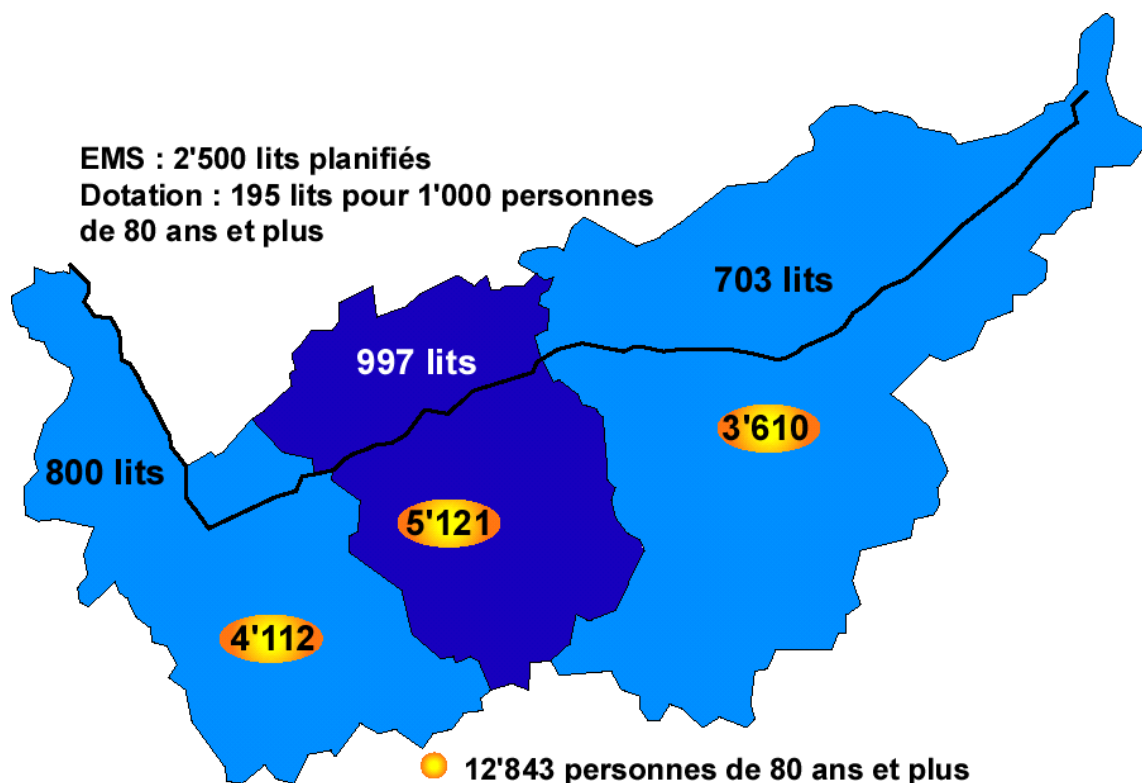 EMS : 2'500 lits planifiés
Dotation : 195 lits pour 1'000 personnes
de 80 ans et plus
703 lits
997 lits
3'610
800 lits
5'121
4'112
12'843 personnes de 80 ans et plus